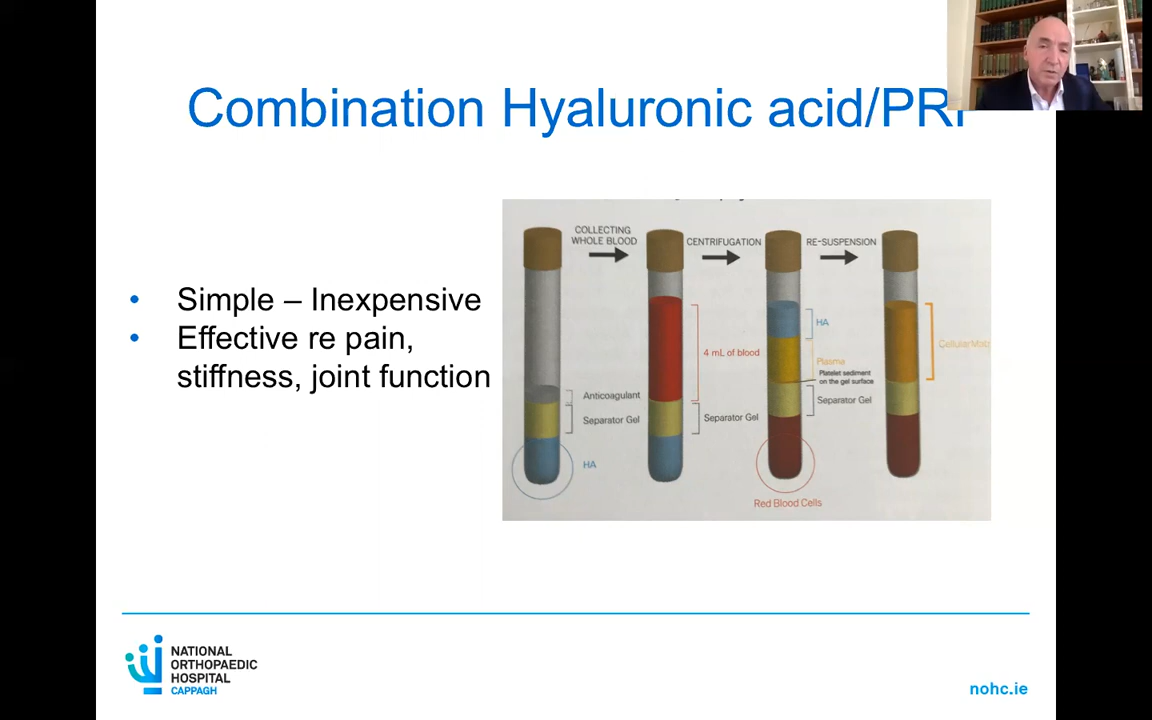 Combination Hyaluronic acid/PRP
• Simple – Inexpensive
• Effective re pain,
stiffness, joint function
COLLECTING
WHOLE BLOOD
CENTRIFUGATION
RE-SUSPENSION
HA
4 mL of blood
Plasma
Platelet sediment
on the gel surface
Separator Gel
Anticoagulant
Separator Gel
Separator Gel
HA
Red Blood Cells
NATIONAL
ORTHOPAEDIC
HOSPITAL
CAPPAGH
nohc.ie